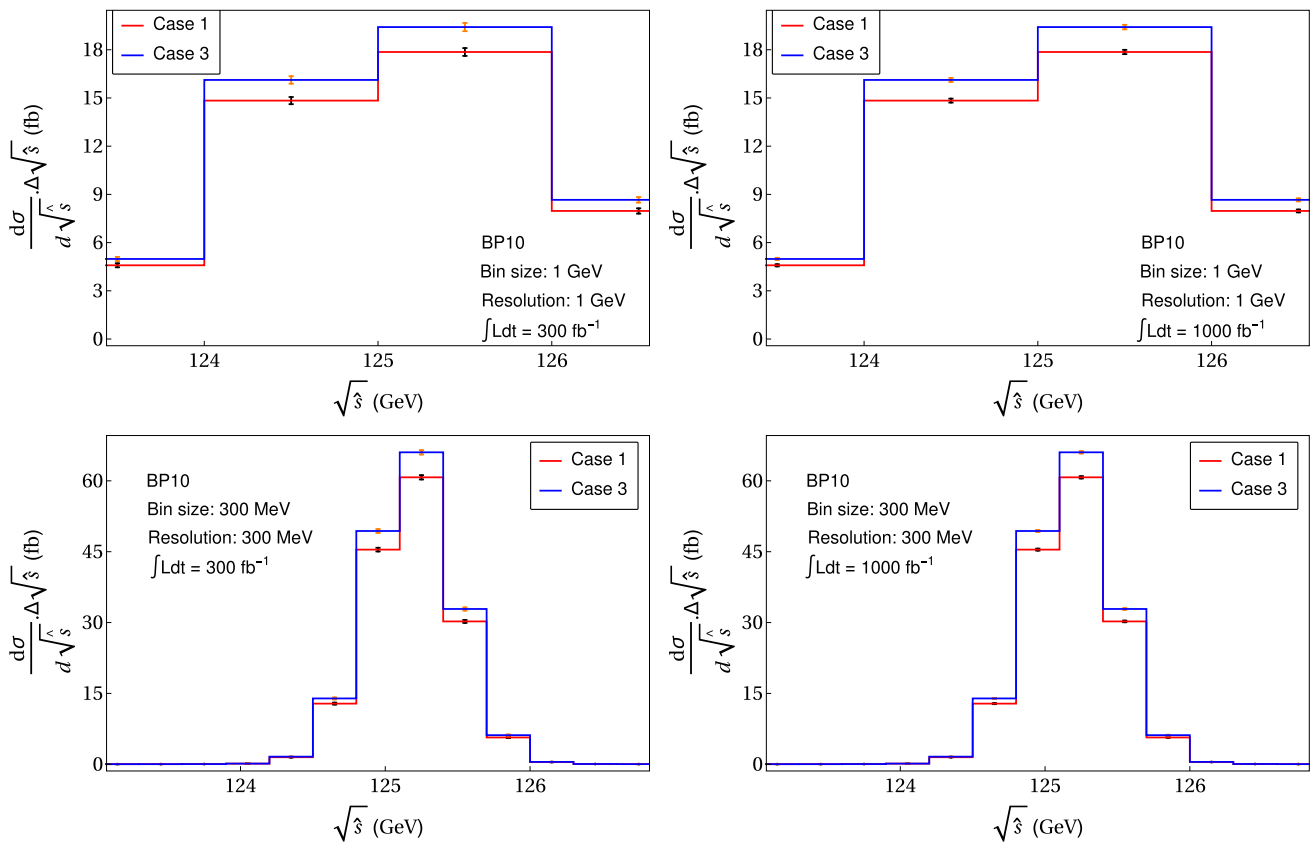 Case 1
Case 3
18
15
12
9
6
3
0
dσ/d√ŝ .Δ√ŝ (fb)
BP10
Bin size: 1 GeV
Resolution: 1 GeV
∫Ldt = 300 fb⁻¹
124 125 126
√ŝ (GeV)
Case 1
Case 3
18
15
12
9
6
3
0
dσ/d√ŝ .Δ√ŝ (fb)
BP10
Bin size: 1 GeV
Resolution: 1 GeV
∫Ldt = 1000 fb⁻¹
124 125 126
√ŝ (GeV)
Case 1
Case 3
BP10
Bin size: 300 MeV
Resolution: 300 MeV
∫Ldt = 300 fb⁻¹
60
45
30
15
0
dσ/d√ŝ .Δ√ŝ (fb)
124 125 126
√ŝ (GeV)
Case 1
Case 3
BP10
Bin size: 300 MeV
Resolution: 300 MeV
∫Ldt = 1000 fb⁻¹
60
45
30
15
0
dσ/d√ŝ .Δ√ŝ (fb)
124 125 126
√ŝ (GeV)